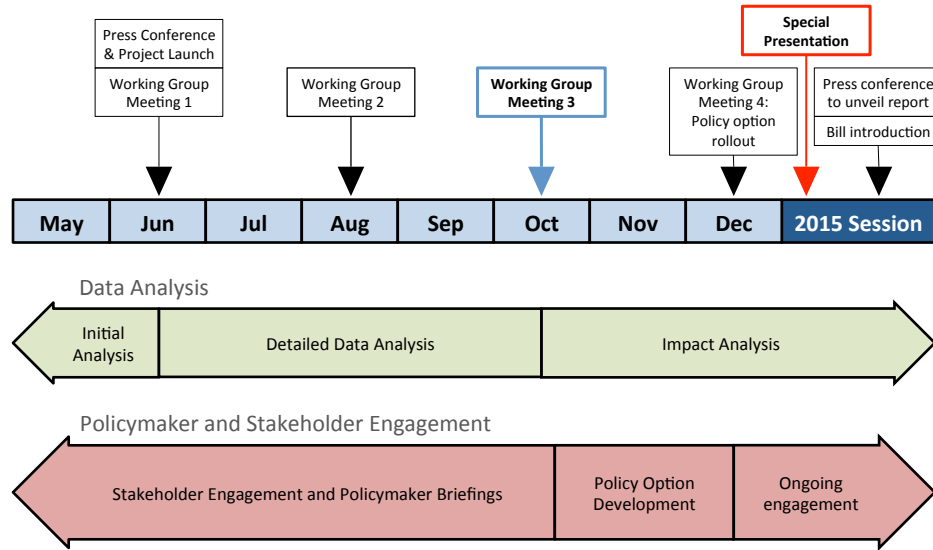 Press Conference
& Project Launch
Working Group
Meeting 1
Working Group
Meeting 2
Working Group
Meeting 3
Working Group
Meeting 4:
Policy option
rollout
Special
Presentation
Press conference
to unveil report
Bill introduction
May Jun Jul Aug Sep Oct Nov Dec 2015 Session
Data Analysis
Initial
Analysis
Detailed Data Analysis
Impact Analysis
Policymaker and Stakeholder Engagement
Stakeholder Engagement and Policymaker Briefings
Policy Option
Development
Ongoing
engagement